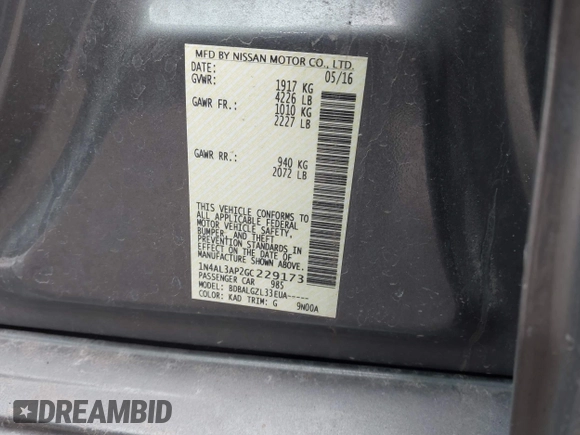 MFD BY NISSAN MOTOR CO., LTD.
DATE: 05/16
GVWR: 1917 KG
4226 LB
GAWR FR.: 1010 KG
2227 LB
GAWR RR.: 940 KG
2072 LB
THIS VEHICLE CONFORMS TO
ALL APPLICABLE FEDERAL
MOTOR VEHICLE SAFETY,
BUMPER, AND THEFT
PREVENTION STANDARDS IN
EFFECT ON THE DATE OF
MANUFACTURE SHOWN ABOVE.
1N4AL3AP2GC229173
PASSENGER CAR 985
MODEL: BDBALGZL33EUA-----
COLOR: KAD TRIM: G 9N00A
DREAMBID